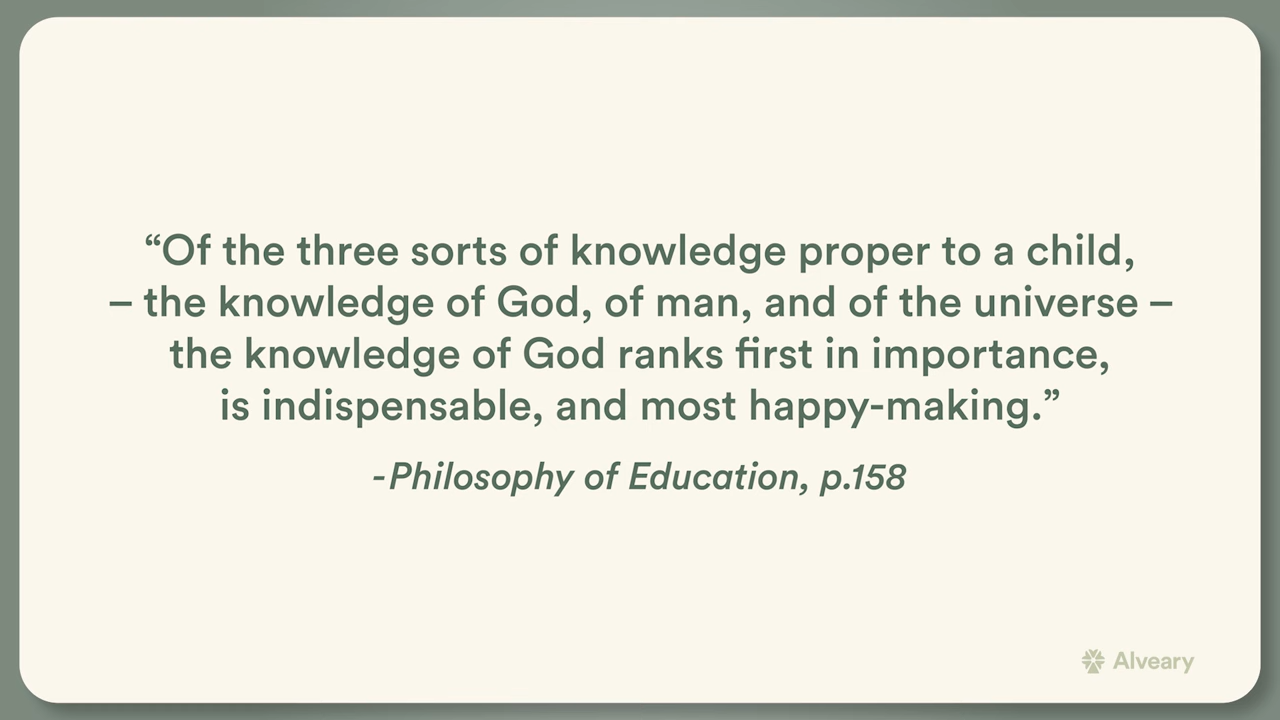 “Of the three sorts of knowledge proper to a child,
– the knowledge of God, of man, and of the universe –
the knowledge of God ranks first in importance,
is indispensable, and most happy-making.”
-Philosophy of Education, p.158
Alveary